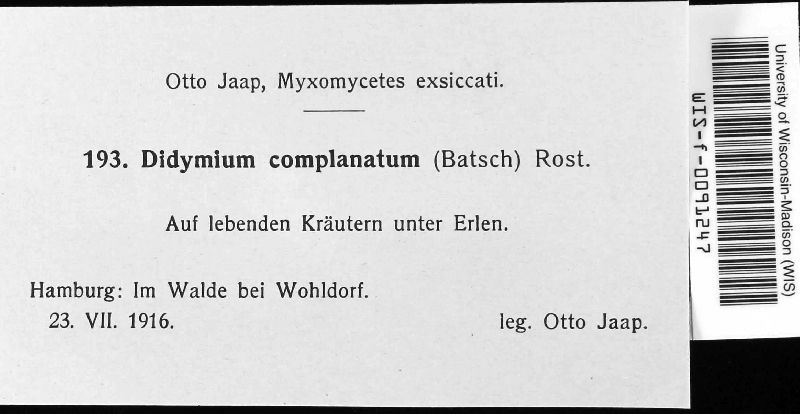 Otto Jaap, Myxomycetes exsiccati.
193. Didymium complanatum (Batsch) Rost.
Auf lebenden Kräutern unter Erlen.
Hamburg: Im Walde bei Wohldorf.
23. VII. 1916.
leg. Otto Jaap.
University of Wisconsin-Madison (WIS)
WIS-f-0091247